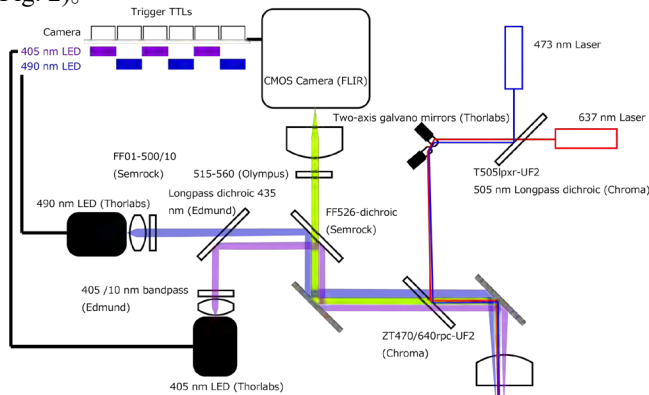 Fig. 2)。
Trigger TTLs
Camera
405 nm LED
490 nm LED
CMOS Camera (FLIR)
473 nm Laser
Two-axis galvano mirrors (Thorlabs)
637 nm Laser
FF01-500/10
(Semrock)
515-560 (Olympus)
T505lpxr-UF2
505 nm Longpass dichroic (Chroma)
Longpass dichroic 435
nm (Edmund)
490 nm LED (Thorlabs)
FF526-dichroic
(Semrock)
405 /10 nm bandpass
(Edmund)
ZT470/640rpc-UF2
(Chroma)
405 nm LED (Thorlabs)